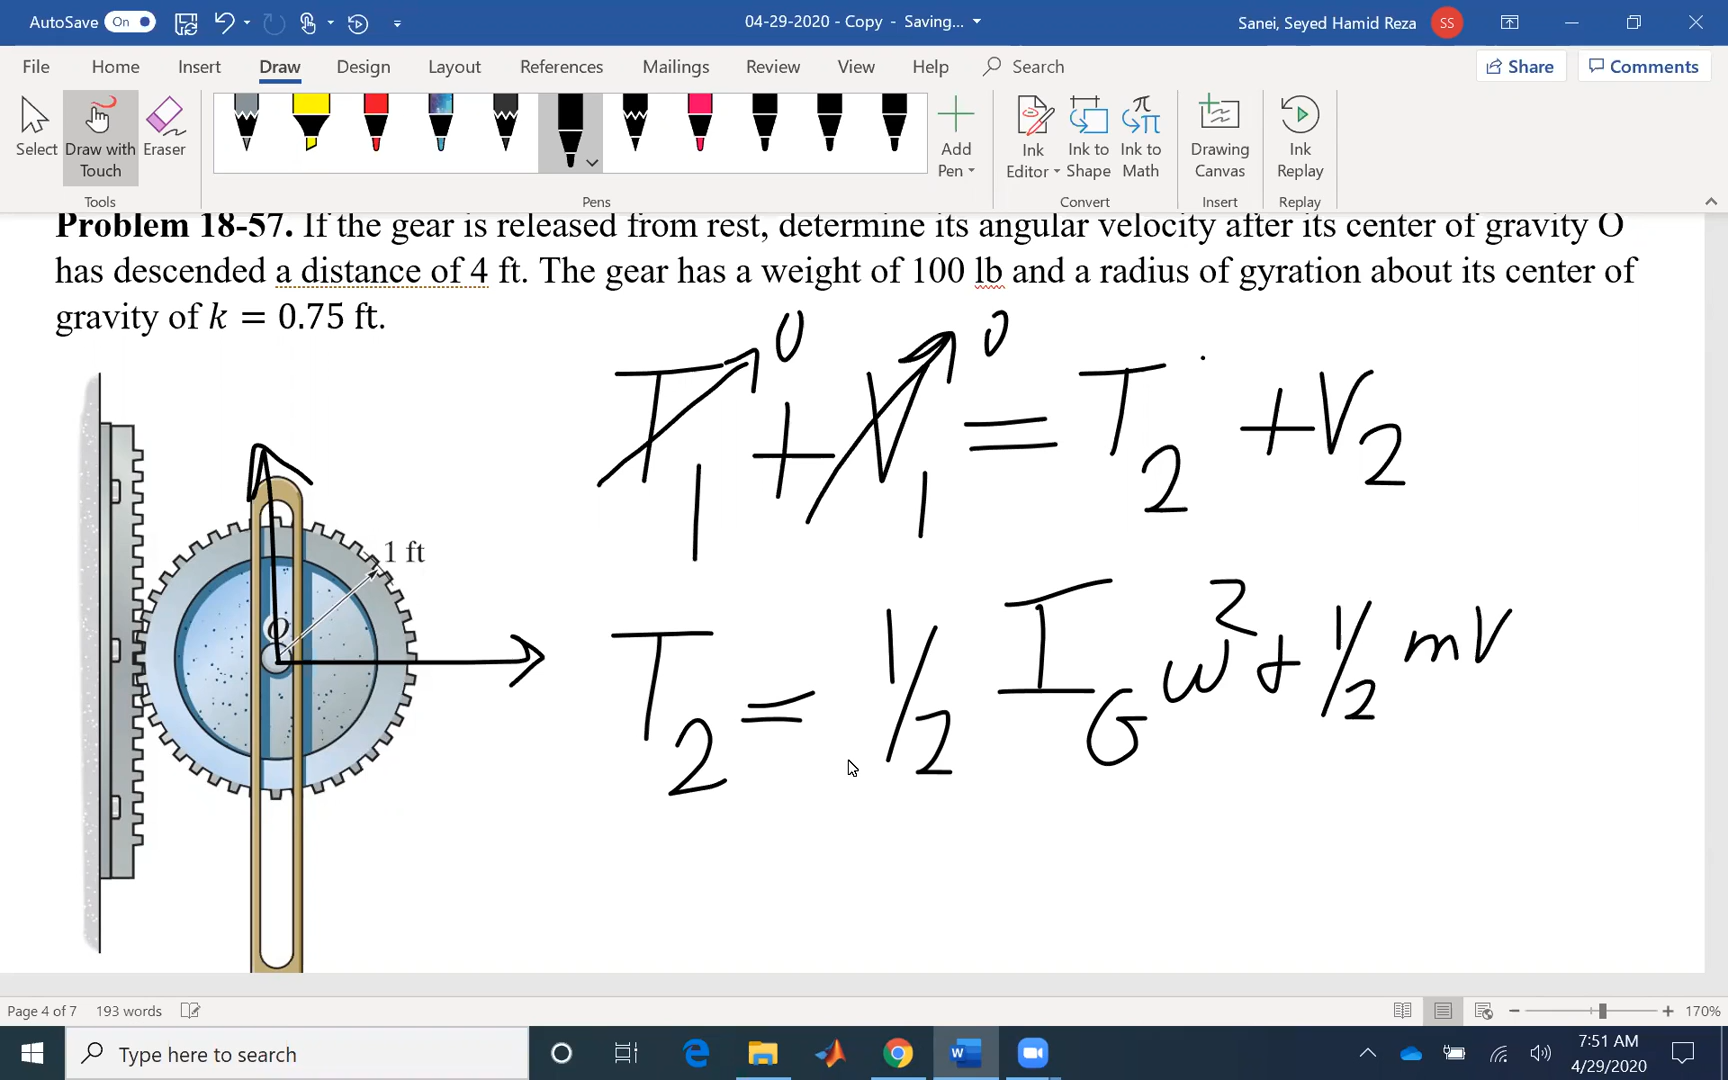 AutoSave On
04-29-2020 - Copy - Saving...
Sanei, Seyed Hamid Reza SS
File Home Insert Draw Design Layout References Mailings Review View Help Search Share Comments
Select Draw with Touch Eraser
Add Pen
Ink Editor Ink to Shape Ink to Math
Drawing Canvas
Ink Replay
Tools Pens Convert Insert Replay
Problem 18-57. If the gear is released from rest, determine its angular velocity after its center of gravity O
has descended a distance of 4 ft. The gear has a weight of 100 lb and a radius of gyration about its center of
gravity of k = 0.75 ft.
0 0
T1 + V1 = T2 + V2
1 ft
O
T2 = 1/2 IG ω2 + 1/2 mV
Page 4 of 7 193 words 170%
Type here to search
7:51 AM
4/29/2020